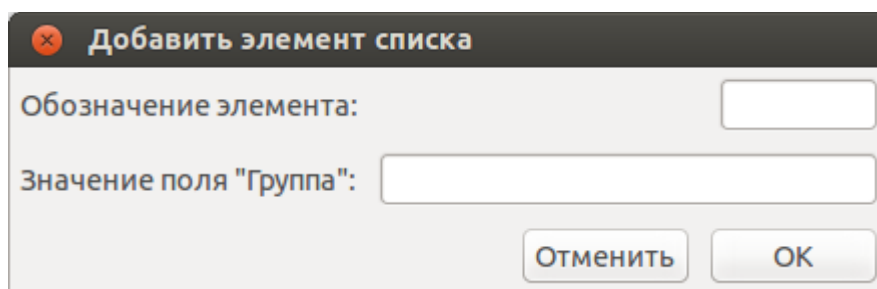 Добавить элемент списка
Обозначение элемента:
Значение поля "Группа":
Отменить OK